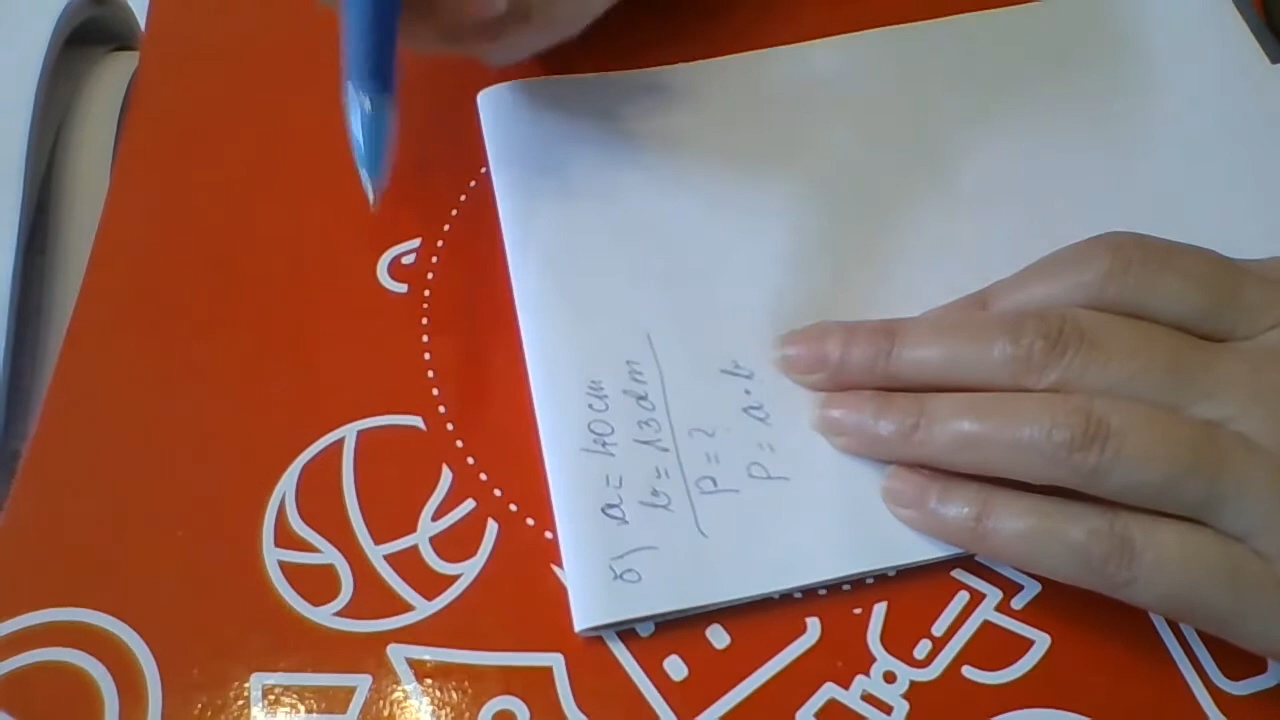 б) a = 40cm
b = 13dm
P = ?
P = a · b